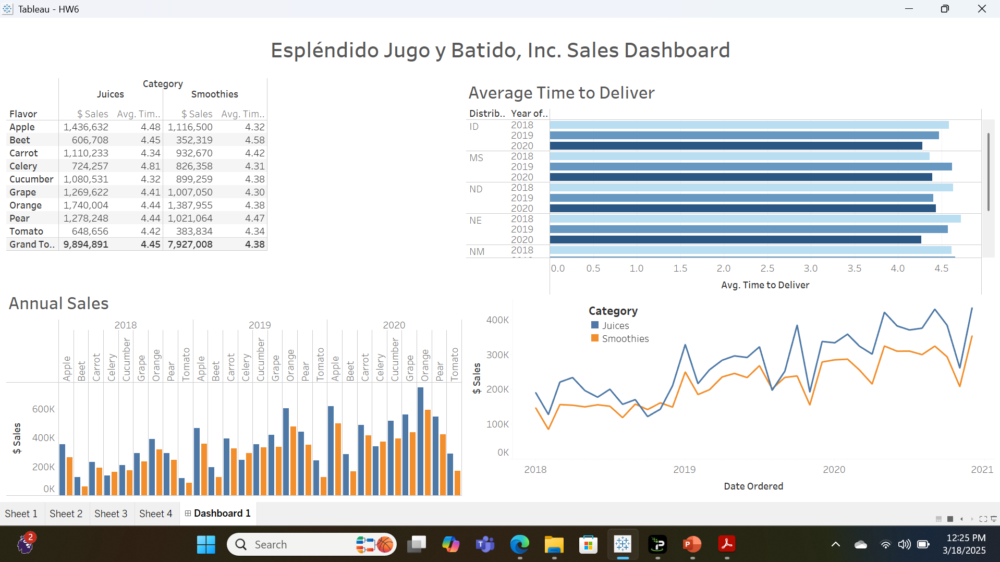 Tableau - HW6
Espléndido Jugo y Batido, Inc. Sales Dashboard
Category
Juices Smoothies
Flavor $ Sales Avg. Tim.. $ Sales Avg. Tim..
Apple 1,436,632 4.48 1,116,500 4.32
Beet 606,708 4.45 352,319 4.58
Carrot 1,110,233 4.34 932,670 4.42
Celery 724,257 4.81 826,358 4.31
Cucumber 1,080,531 4.32 899,259 4.38
Grape 1,269,622 4.41 1,007,050 4.30
Orange 1,740,004 4.44 1,387,955 4.38
Pear 1,278,248 4.44 1,021,064 4.47
Tomato 648,656 4.42 383,834 4.34
Grand To.. 9,894,891 4.45 7,927,008 4.38
Average Time to Deliver
Distrib.. Year of..
ID 2018
2019
2020
MS 2018
2019
2020
ND 2018
2019
2020
NE 2018
2019
2020
NM 2018
0.0 0.5 1.0 1.5 2.0 2.5 3.0 3.5 4.0 4.5
Avg. Time to Deliver
Annual Sales
2018 2019 2020
Apple Beet Carrot Celery Cucumber Grape Orange Pear Tomato Apple Beet Carrot Celery Cucumber Grape Orange Pear Tomato Apple Beet Carrot Celery Cucumber Grape Orange Pear Tomato
$ Sales
600K
400K
200K
0K
Category
Juices
Smoothies
$ Sales
400K
300K
200K
100K
0K
2018 2019 2020 2021
Date Ordered
Sheet 1 Sheet 2 Sheet 3 Sheet 4 Dashboard 1
2
Search
12:25 PM
3/18/2025